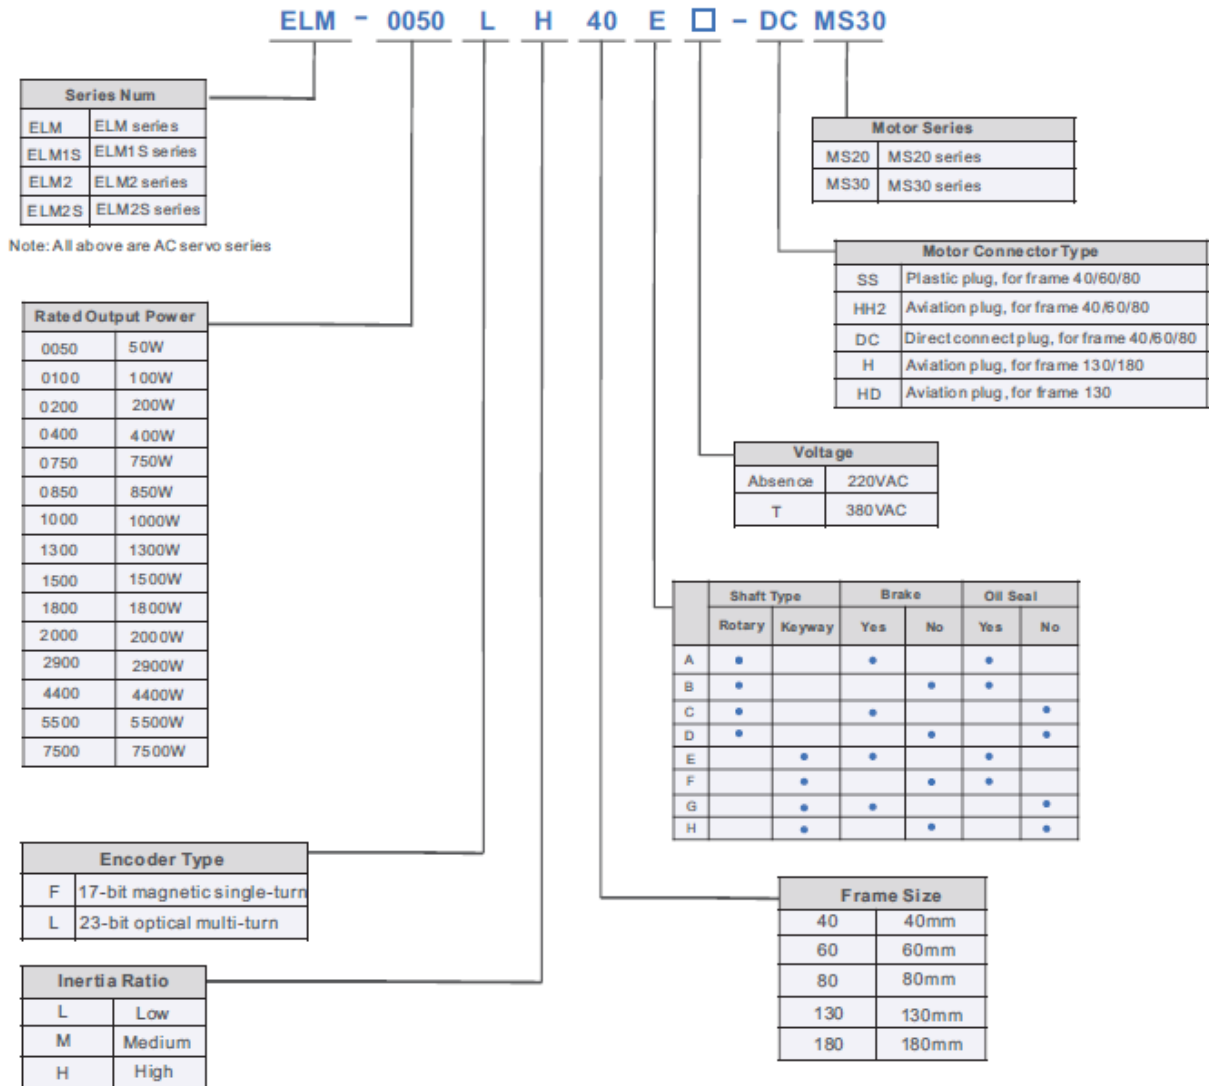 ELM - 0050 L H 40 E □ - DC MS30
Series Num
ELM ELM series
ELM1S ELM1S series
ELM2 ELM2 series
ELM2S ELM2S series
Note: All above are AC servo series
Rated Output Power
0050 50W
0100 100W
0200 200W
0400 400W
0750 750W
0850 850W
1000 1000W
1300 1300W
1500 1500W
1800 1800W
2000 2000W
2900 2900W
4400 4400W
5500 5500W
7500 7500W
Encoder Type
F 17-bit magnetic single-turn
L 23-bit optical multi-turn
Inertia Ratio
L Low
M Medium
H High
Motor Series
MS20 MS20 series
MS30 MS30 series
Motor Connector Type
SS Plastic plug, for frame 40/60/80
HH2 Aviation plug, for frame 40/60/80
DC Direct connect plug, for frame 40/60/80
H Aviation plug, for frame 130/180
HD Aviation plug, for frame 130
Voltage
Absence 220VAC
T 380VAC
Shaft Type Brake Oil Seal
Rotary Keyway Yes No Yes No
A • • •
B • • •
C • • •
D • • •
E • • •
F • • •
G • • •
H • • •
Frame Size
40 40mm
60 60mm
80 80mm
130 130mm
180 180mm